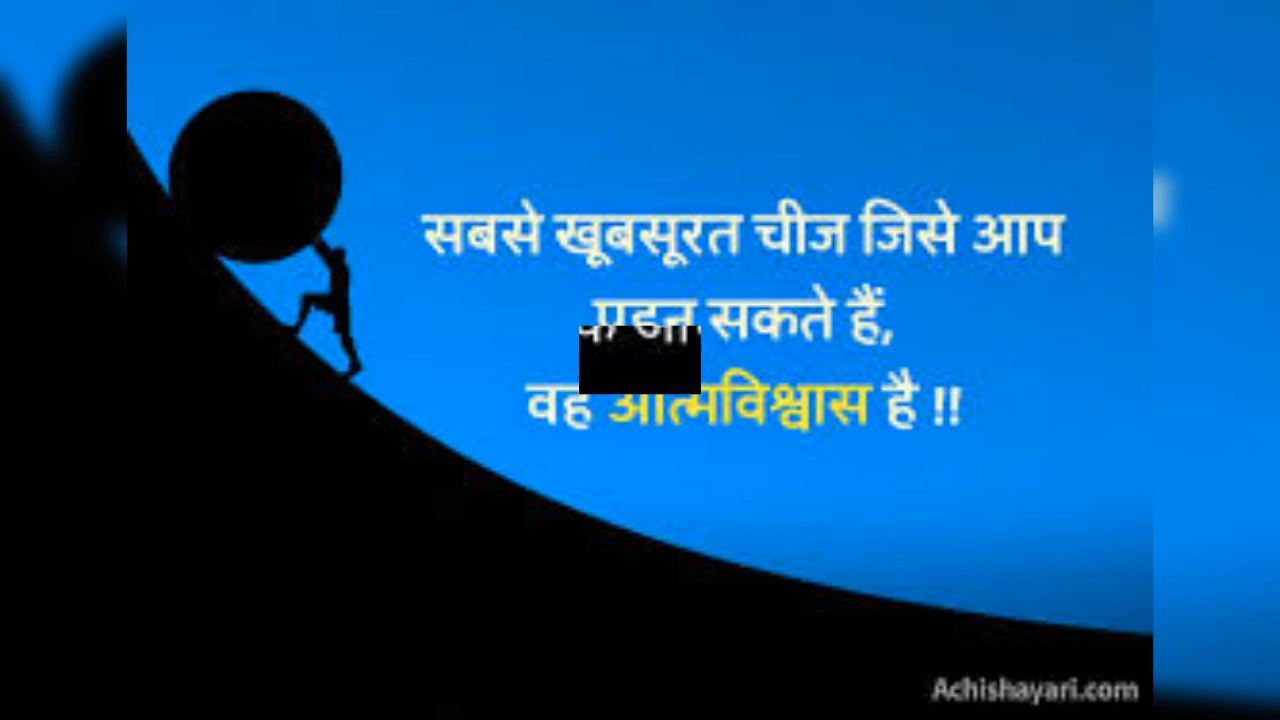 सबसे खूबसूरत चीज जिसे आप
सकते हैं,
वह आत्मविश्वास है !!
Achishayari.com